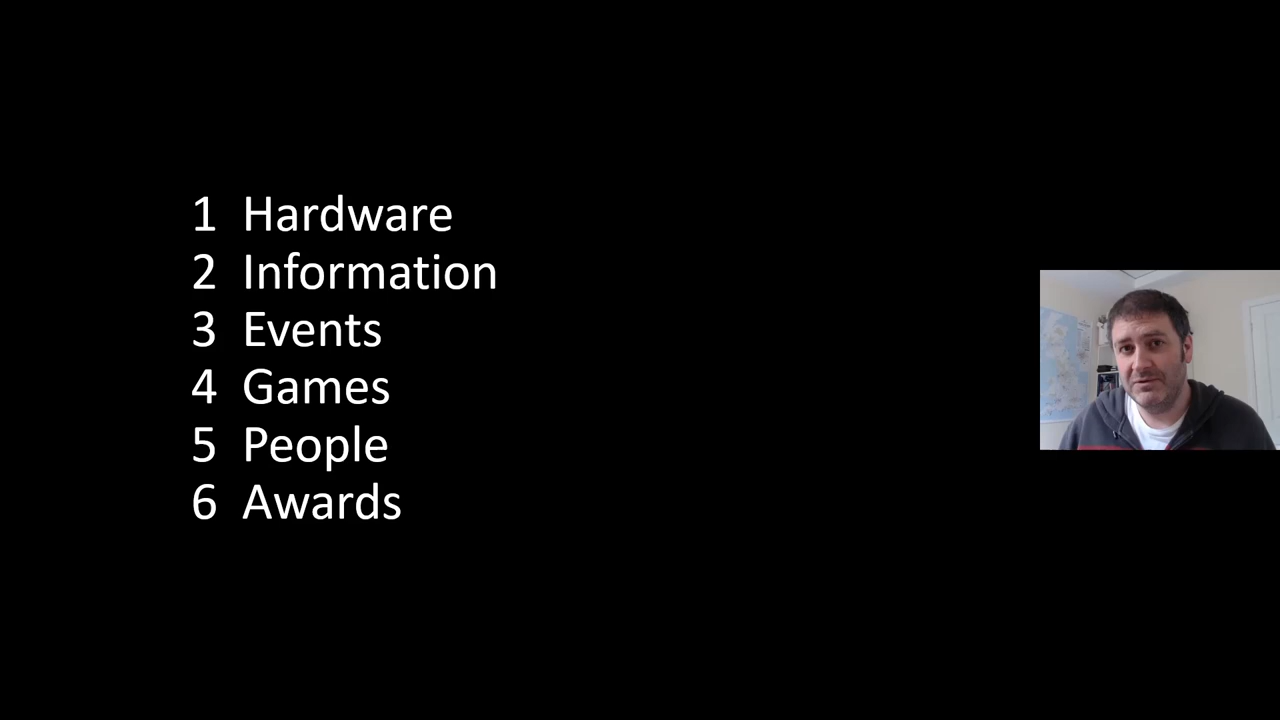 1 Hardware
2 Information
3 Events
4 Games
5 People
6 Awards